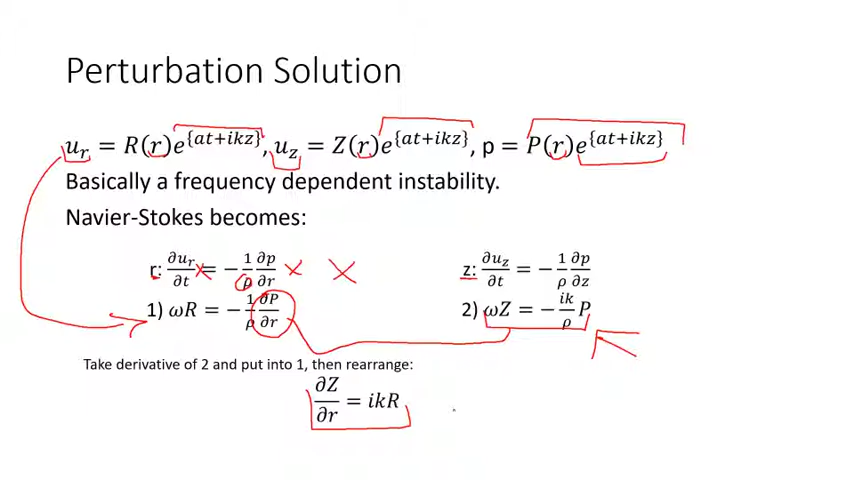 Perturbation Solution
u_r = R(r)e^{at+ikz}, u_z = Z(r)e^{at+ikz}, p = P(r)e^{at+ikz}
Basically a frequency dependent instability.
Navier-Stokes becomes:
r: ∂u_r/∂t = −1/ρ ∂p/∂r z: ∂u_z/∂t = −1/ρ ∂p/∂z
1) ωR = −1/ρ ∂P/∂r 2) ωZ = −ik/ρ P
Take derivative of 2 and put into 1, then rearrange:
∂Z/∂r = ikR